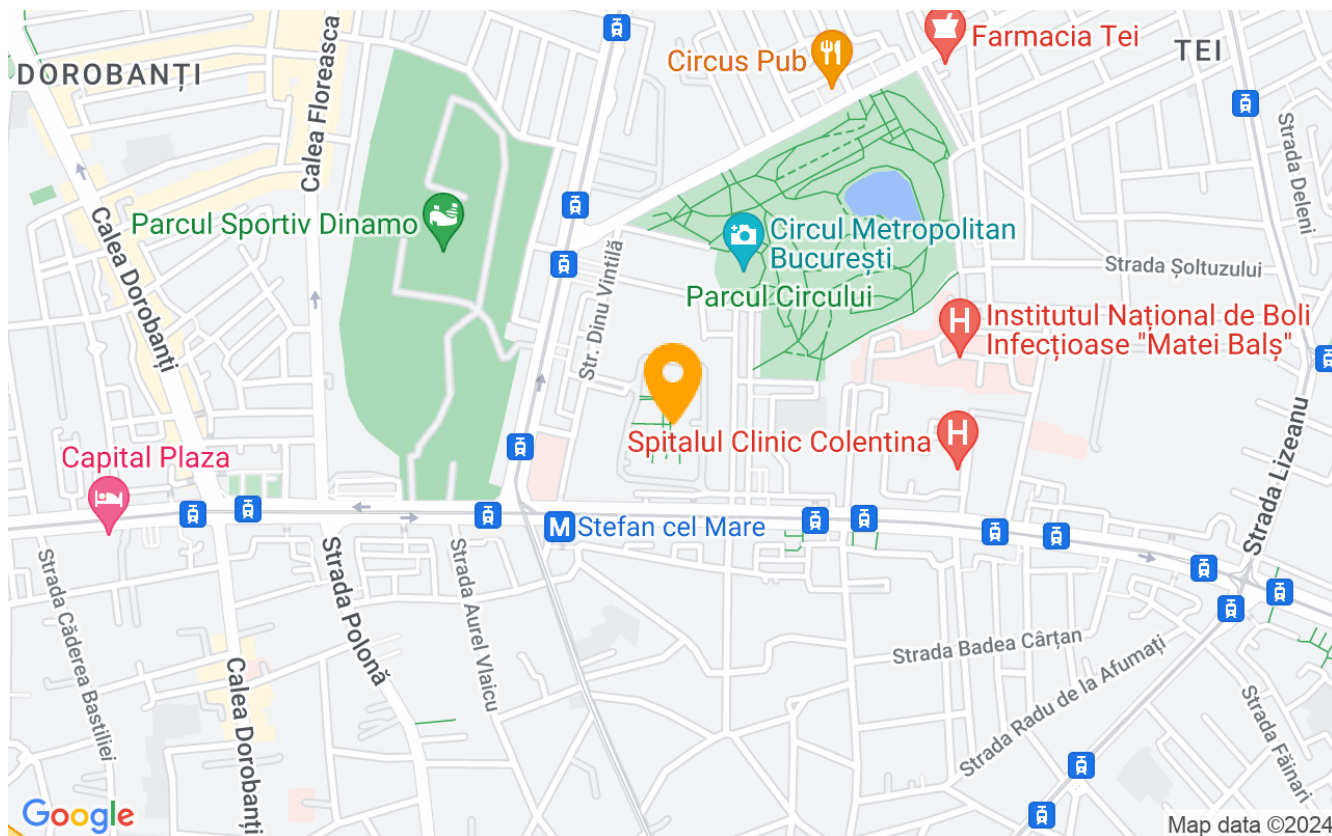 Circus Pub
Farmacia Tei
TEI
DOROBANȚI
Calea Floreasca
Strada Deleni
Parcul Sportiv Dinamo
Calea Dorobanți
Circul Metropolitan
București
Strada Șoltuzului
Str. Dinu Vintilă
Parcul Circului
Institutul Național de Boli
Infecțioase "Matei Balș"
Spitalul Clinic Colentina
Capital Plaza
Strada Lizeanu
M
Stefan cel Mare
H
H
Strada Căderea Bastiliei
Strada Polonă
Strada Aurel Vlaicu
Strada Badea Cârțan
Strada Radu de la Afumați
Calea Dorobanți
Strada Făinari
Google
Map data ©2024